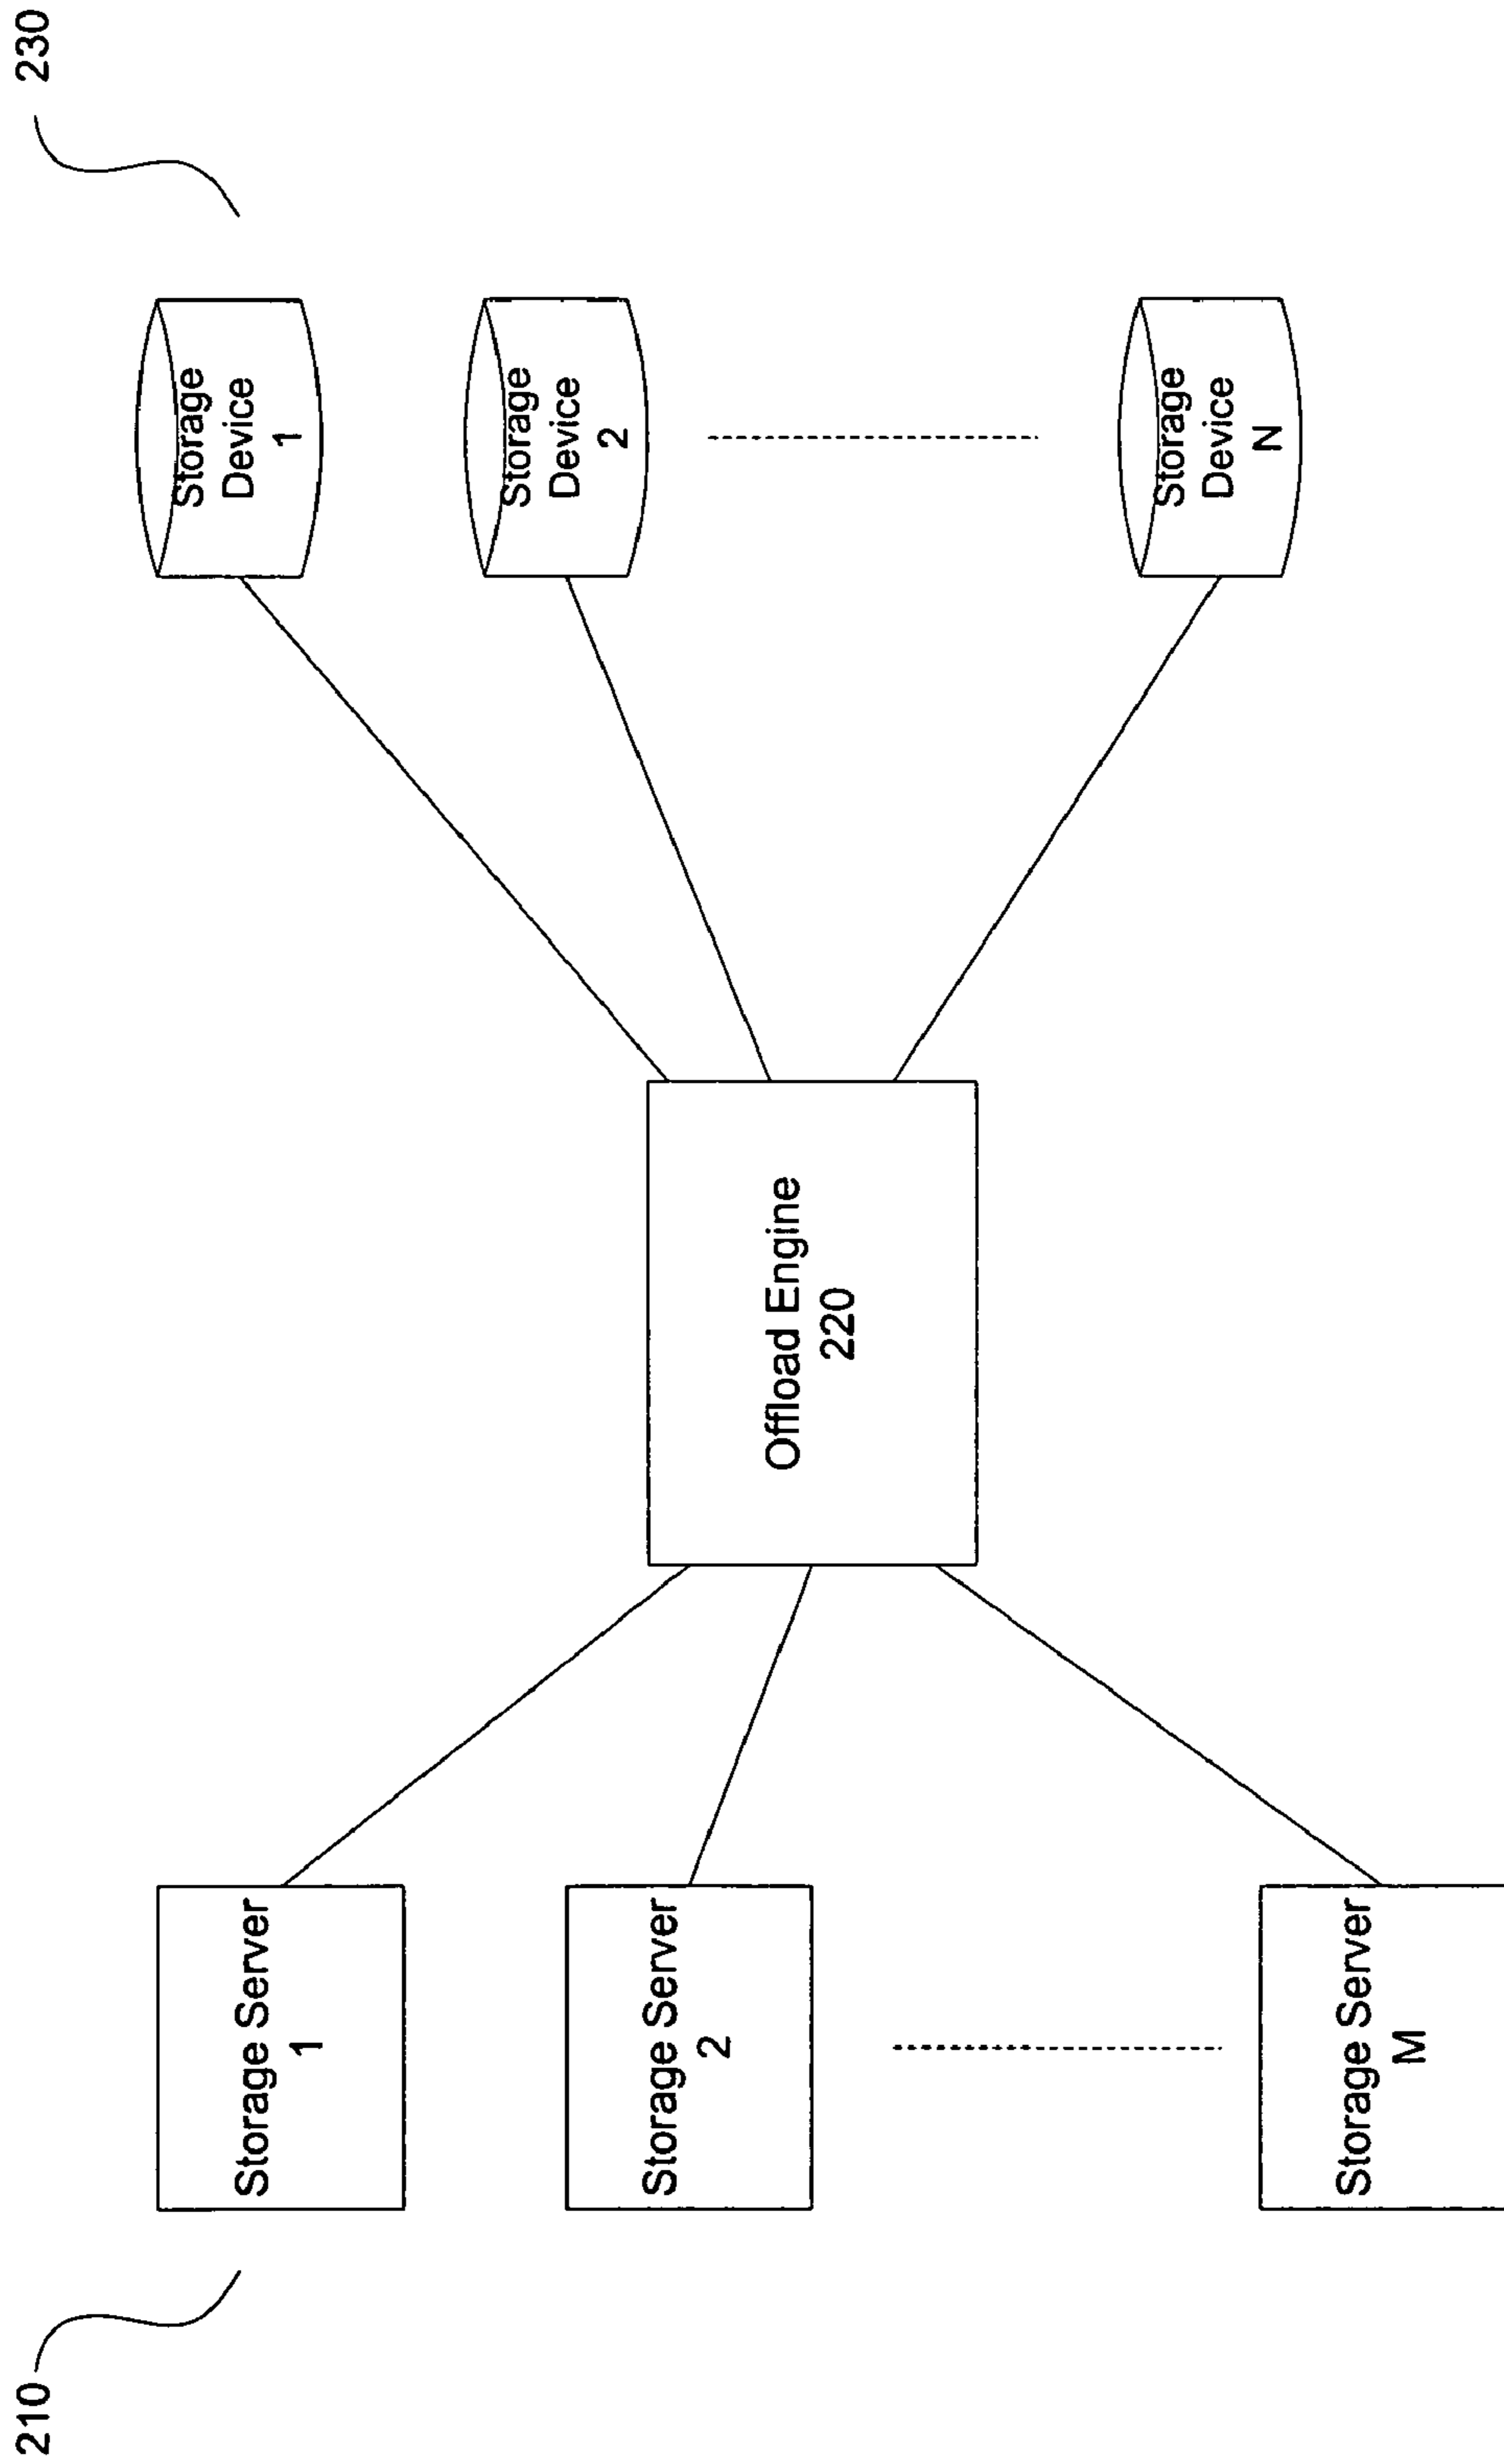 210
Storage Server
1
Storage Server
2
Storage Server
M
Offload Engine
220
230
Storage
Device
1
Storage
Device
2
Storage
Device
N